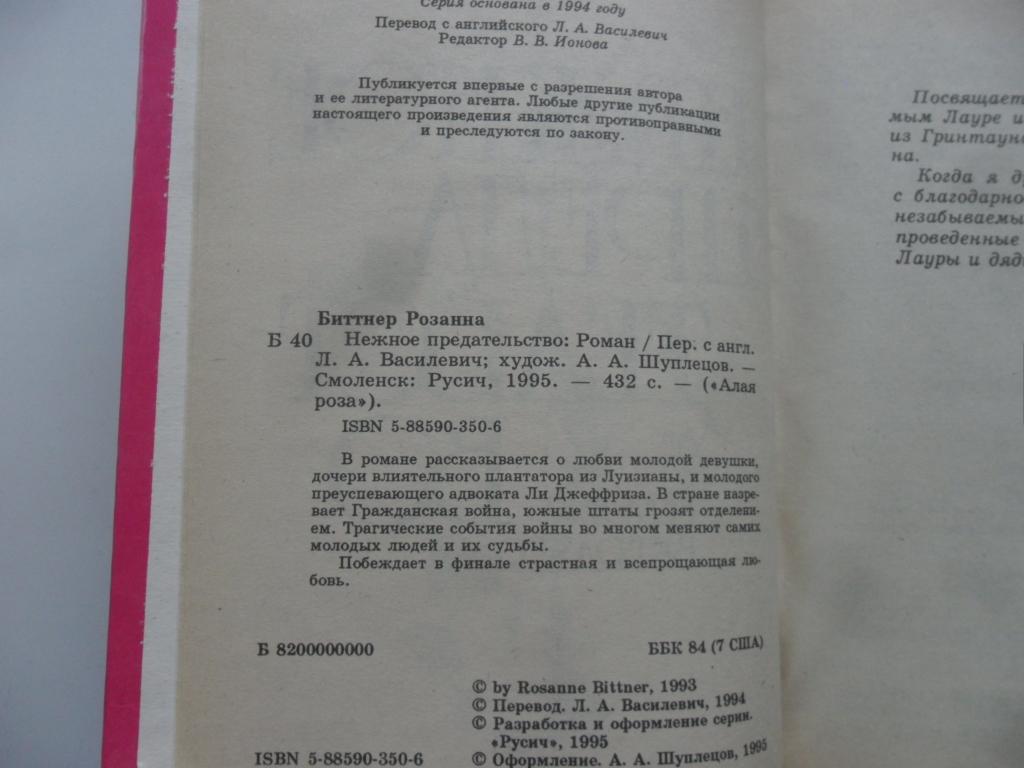 Серия основана в 1994 году
Перевод с английского Л. А. Василевич
Редактор В. В. Ионова
Публикуется впервые с разрешения автора
и ее литературного агента. Любые другие публикации
настоящего произведения являются противоправными
и преследуются по закону.
Биттнер Розанна
Б 40 Нежное предательство: Роман / Пер. с англ.
Л. А. Василевич; худож. А. А. Шуплецов. —
Смоленск: Русич, 1995. — 432 с. — («Алая
роза»).
ISBN 5-88590-350-6
В романе рассказывается о любви молодой девушки,
дочери влиятельного плантатора из Луизианы, и молодого
преуспевающего адвоката Ли Джеффриза. В стране назре-
вает Гражданская война, южные штаты грозят отделени-
ем. Трагические события войны во многом меняют самих
молодых людей и их судьбы.
Побеждает в финале страстная и всепрощающая лю-
бовь.
Б 8200000000 ББК 84 (7 США)
© by Rosanne Bittner, 1993
© Перевод. Л. А. Василевич, 1994
© Разработка и оформление серии.
«Русич», 1995
ISBN 5-88590-350-6 © Оформление. А. А. Шуплецов, 1995
Посвящает
мым Лауре и
из Гринтаун
на.
Когда я д
с благодарно
незабываемы
проведенные
Лауры и дяд